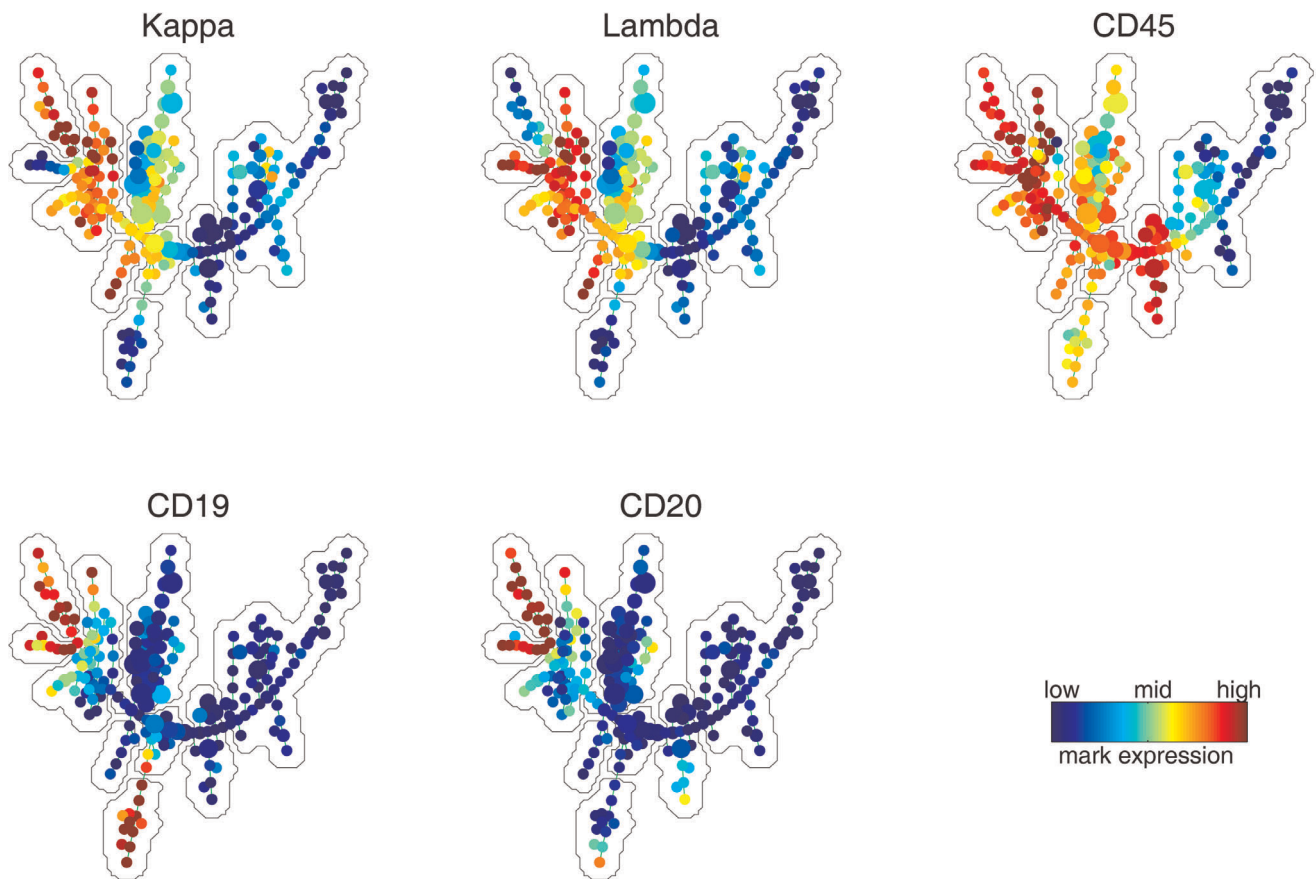 Kappa
Lambda
CD45
CD19
CD20
low mid high
mark expression